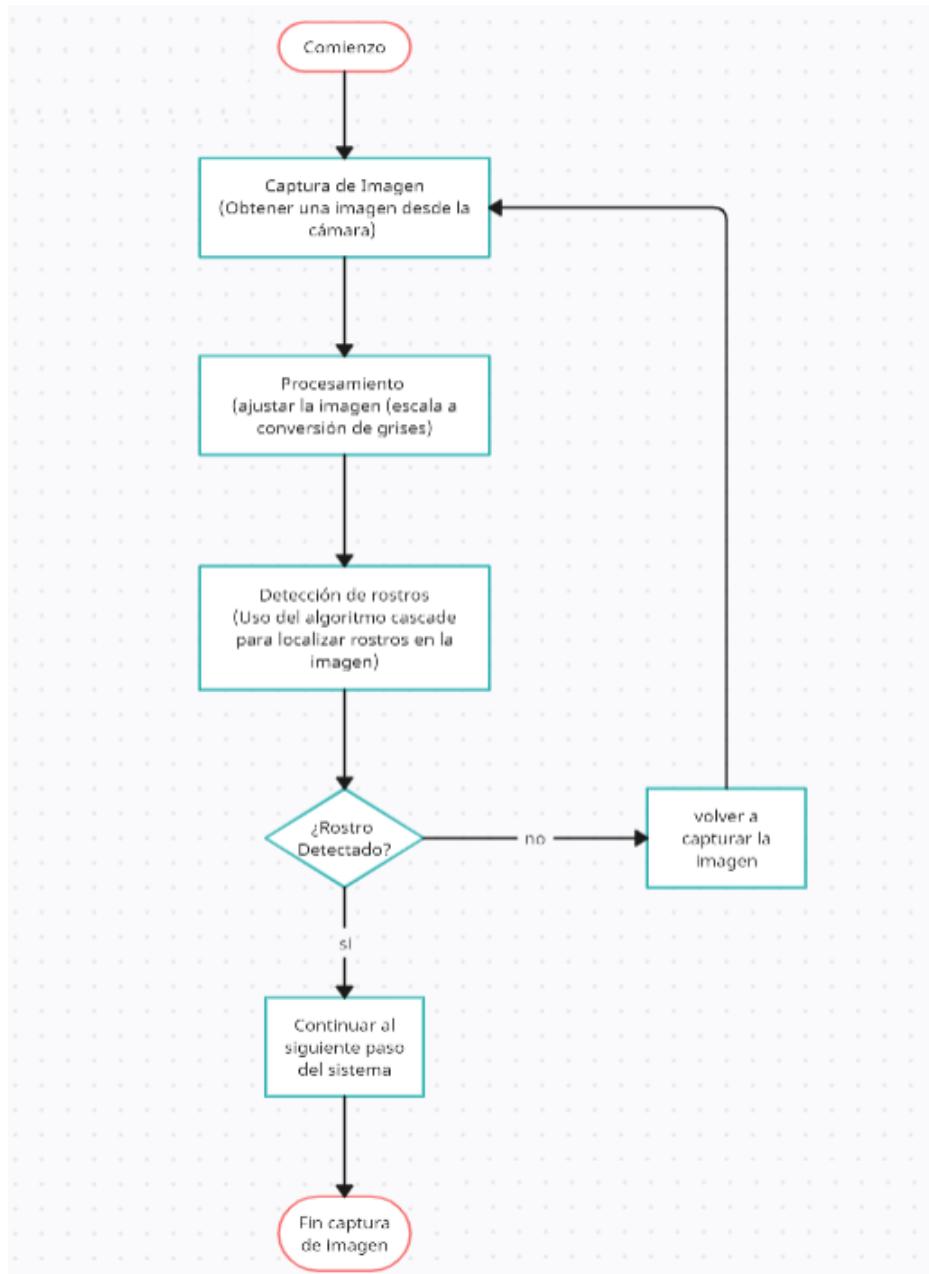 Comienzo
Captura de Imagen
(Obtener una imagen desde la
cámara)
Procesamiento
(ajustar la imagen (escala a
conversión de grises)
Detección de rostros
(Uso del algoritmo cascade
para localizar rostros en la
imagen)
¿Rostro
Detectado?
no
volver a
capturar la
imagen
si
Continuar al
siguiente paso
del sistema
Fin captura
de imagen